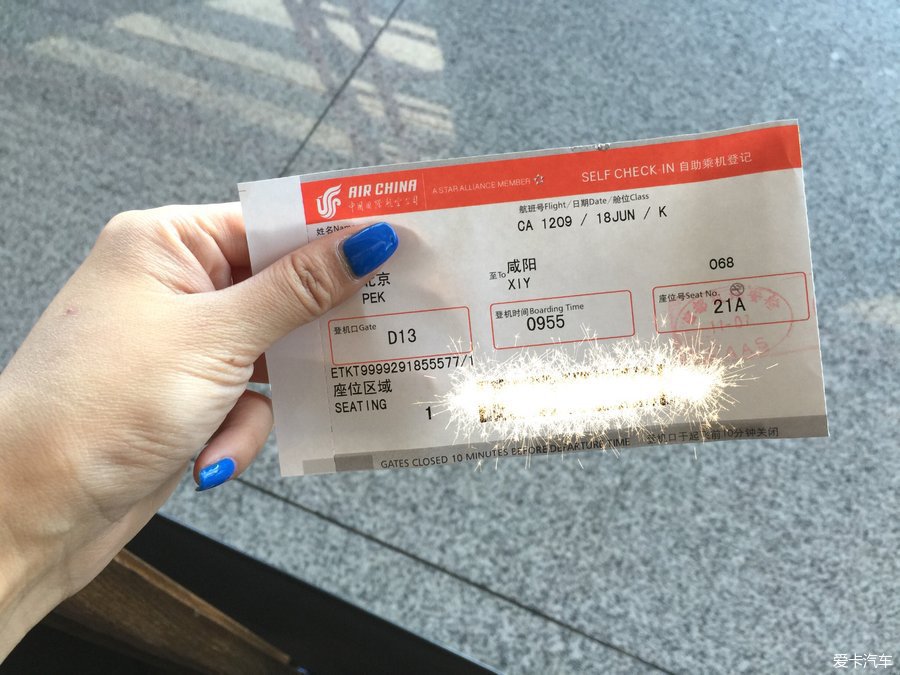 AIR CHINA
中国国际航空公司
A STAR ALLIANCE MEMBER
SELF CHECK-IN 自助乘机登记
姓名Name
航班号Flight/日期Date/舱位Class
CA 1209 / 18JUN / K
北京
PEK
至To 咸阳
XIY
068
登机口Gate
D13
登机时间Boarding Time
0955
座位号Seat No.
21A
ETKT9999291855577/1
座位区域
SEATING
1
GATES CLOSED 10 MINUTES BEFORE DEPARTURE TIME 登机口于起飞前10分钟关闭
爱卡汽车